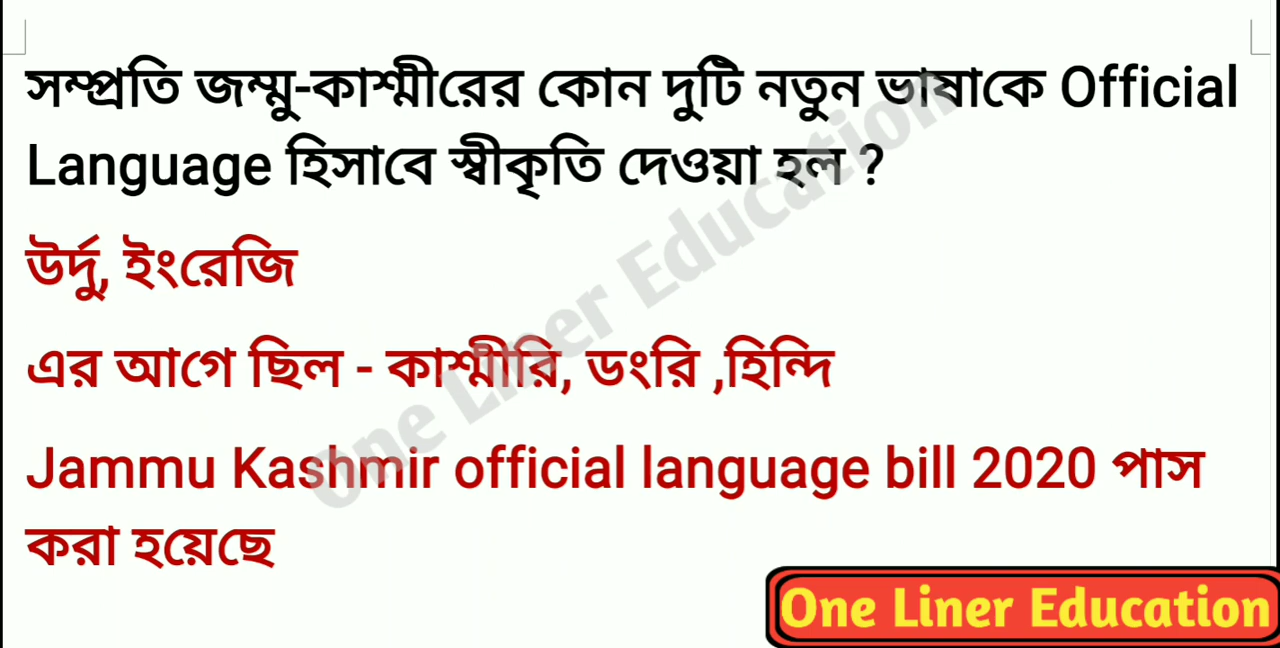 সম্প্রতি জম্মু-কাশ্মীরের কোন দুটি নতুন ভাষাকে Official
Language হিসাবে স্বীকৃতি দেওয়া হল ?
উর্দু, ইংরেজি
এর আগে ছিল - কাশ্মীরি, ডংরি ,হিন্দি
Jammu Kashmir official language bill 2020 পাস
করা হয়েছে
One Liner Education
One Liner Education